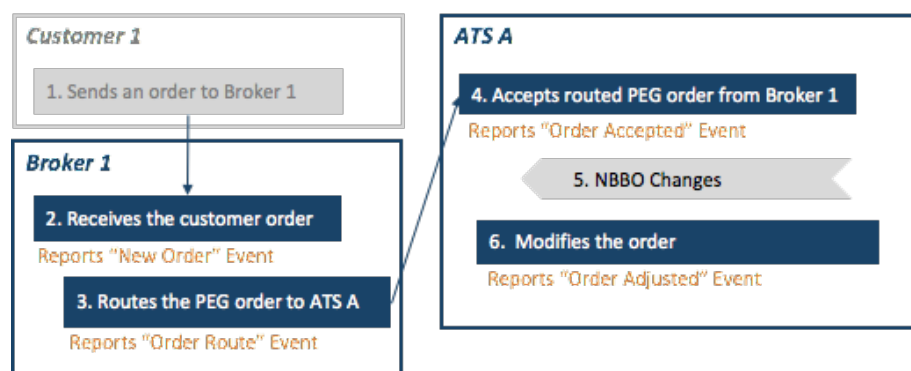 Customer 1
1. Sends an order to Broker 1
Broker 1
2. Receives the customer order
Reports "New Order" Event
3. Routes the PEG order to ATS A
Reports "Order Route" Event
ATS A
4. Accepts routed PEG order from Broker 1
Reports "Order Accepted" Event
5. NBBO Changes
6. Modifies the order
Reports "Order Adjusted" Event